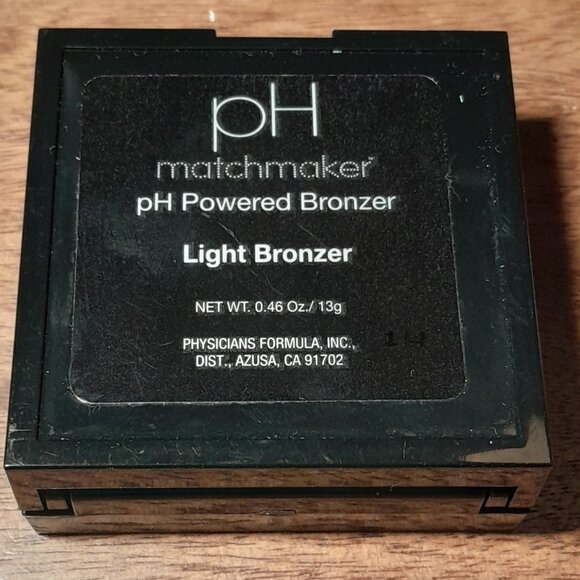 pH
matchmaker™
pH Powered Bronzer
Light Bronzer
NET WT. 0.46 Oz./ 13g
PHYSICIANS FORMULA, INC.,
DIST., AZUSA, CA 91702